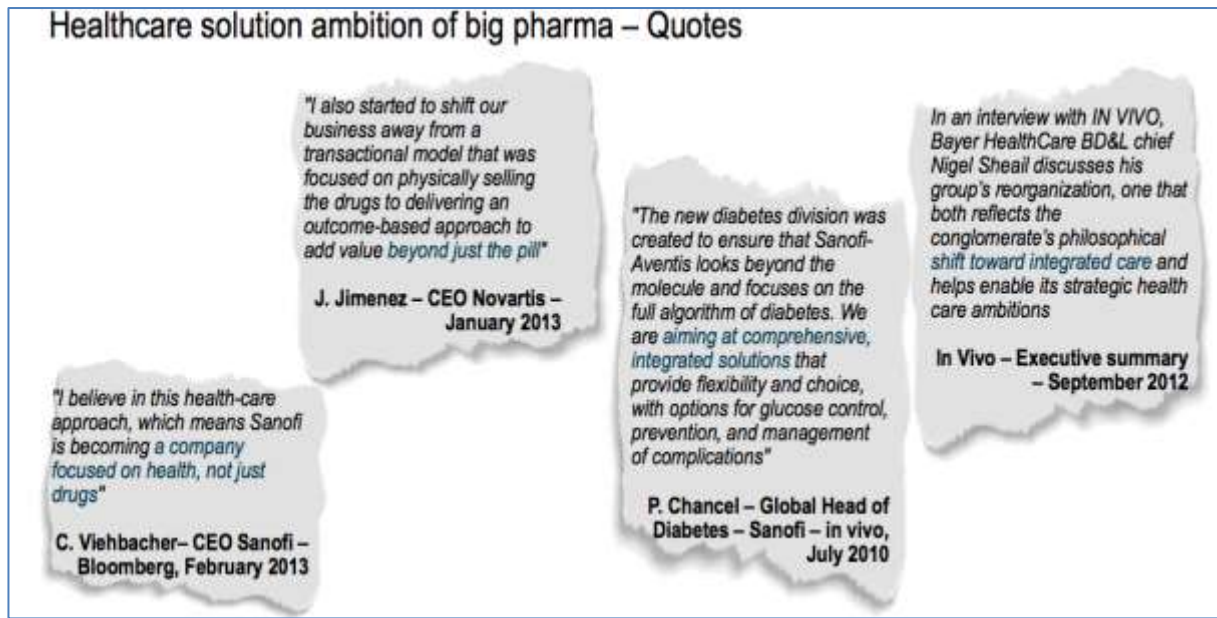 Healthcare solution ambition of big pharma – Quotes
"I believe in this health-care
approach, which means Sanofi
is becoming a company
focused on health, not just
drugs"
C. Viehbacher– CEO Sanofi –
Bloomberg, February 2013
"I also started to shift our
business away from a
transactional model that was
focused on physically selling
the drugs to delivering an
outcome-based approach to
add value beyond just the pill"
J. Jimenez – CEO Novartis –
January 2013
"The new diabetes division was
created to ensure that Sanofi-
Aventis looks beyond the
molecule and focuses on the
full algorithm of diabetes. We
are aiming at comprehensive,
integrated solutions that
provide flexibility and choice,
with options for glucose control,
prevention, and management
of complications"
P. Chancel – Global Head of
Diabetes – Sanofi – in vivo,
July 2010
In an interview with IN VIVO,
Bayer HealthCare BD&L chief
Nigel Sheail discusses his
group's reorganization, one that
both reflects the
conglomerate's philosophical
shift toward integrated care and
helps enable its strategic health
care ambitions
In Vivo – Executive summary
– September 2012